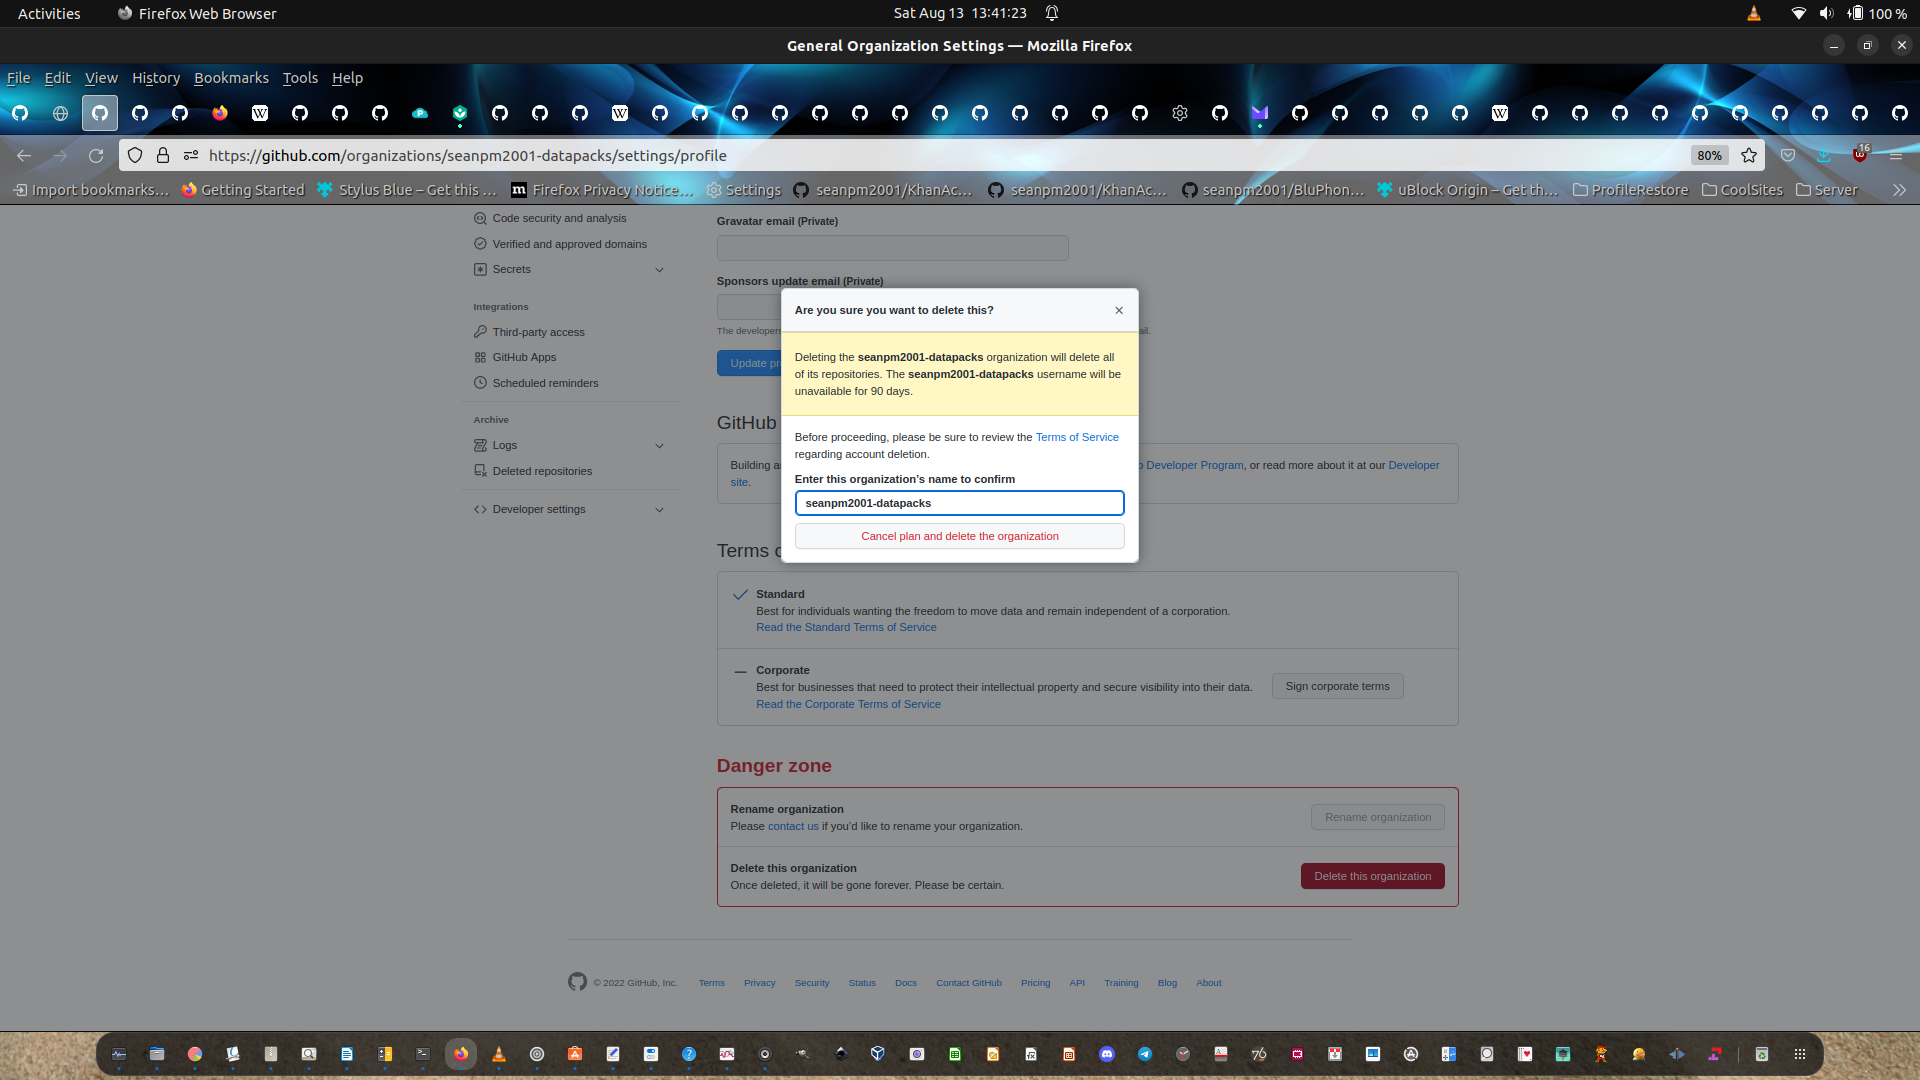 Activities
Firefox Web Browser
Sat Aug 13 13:41:23
100 %
General Organization Settings — Mozilla Firefox
File Edit View History Bookmarks Tools Help
https://github.com/organizations/seanpm2001-datapacks/settings/profile
80%
16
Import bookmarks…
Getting Started
Stylus Blue – Get this …
Firefox Privacy Notice…
Settings
seanpm2001/KhanAc…
seanpm2001/KhanAc…
seanpm2001/BluPhon…
uBlock Origin – Get th…
ProfileRestore
CoolSites
Server
Code security and analysis
Verified and approved domains
Secrets
Integrations
Third-party access
GitHub Apps
Scheduled reminders
Archive
Logs
Deleted repositories
Developer settings
Gravatar email (Private)
Sponsors update email (Private)
The developer
ail.
Update pr
Are you sure you want to delete this?
Deleting the seanpm2001-datapacks organization will delete all
of its repositories. The seanpm2001-datapacks username will be
unavailable for 90 days.
Before proceeding, please be sure to review the Terms of Service
regarding account deletion.
Enter this organization's name to confirm
seanpm2001-datapacks
Cancel plan and delete the organization
GitHub
Building a
Developer Program, or read more about it at our Developer
site.
Terms o
Standard
Best for individuals wanting the freedom to move data and remain independent of a corporation.
Read the Standard Terms of Service
Corporate
Best for businesses that need to protect their intellectual property and secure visibility into their data.
Read the Corporate Terms of Service
Sign corporate terms
Danger zone
Rename organization
Please contact us if you'd like to rename your organization.
Rename organization
Delete this organization
Once deleted, it will be gone forever. Please be certain.
Delete this organization
© 2022 GitHub, Inc.
Terms
Privacy
Security
Status
Docs
Contact GitHub
Pricing
API
Training
Blog
About